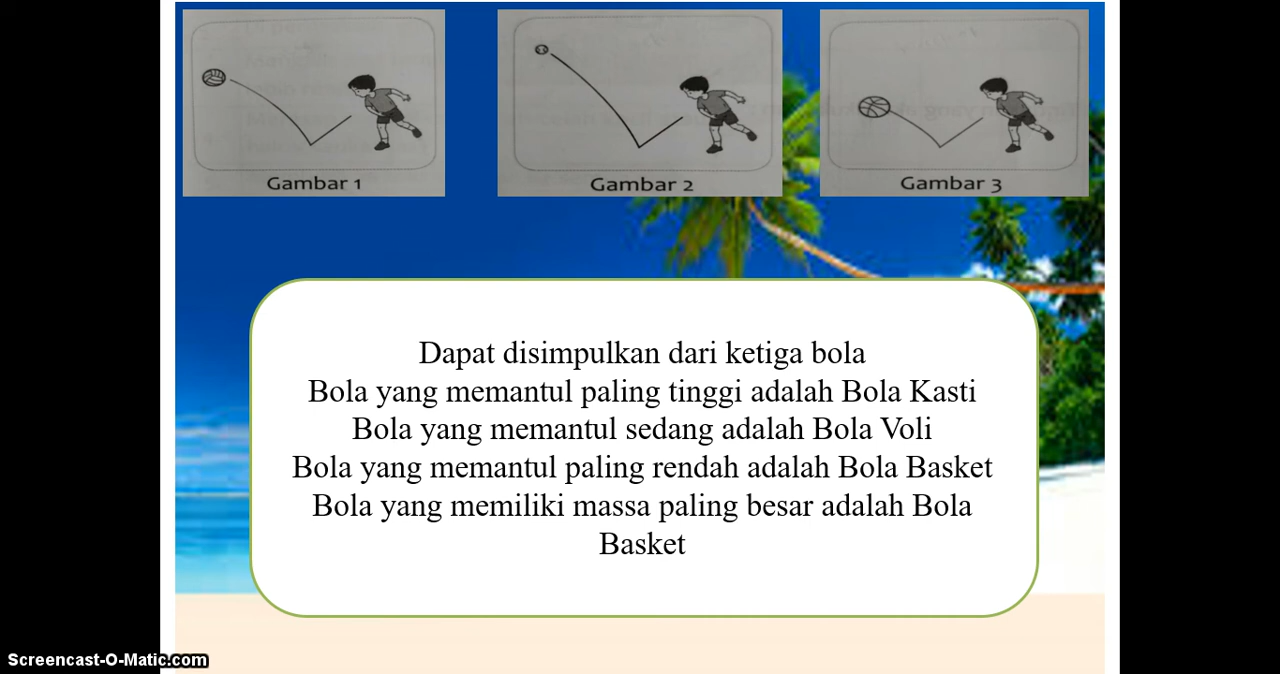 Gambar 1
Gambar 2
Gambar 3
Dapat disimpulkan dari ketiga bola
Bola yang memantul paling tinggi adalah Bola Kasti
Bola yang memantul sedang adalah Bola Voli
Bola yang memantul paling rendah adalah Bola Basket
Bola yang memiliki massa paling besar adalah Bola
Basket
Screencast-O-Matic.com